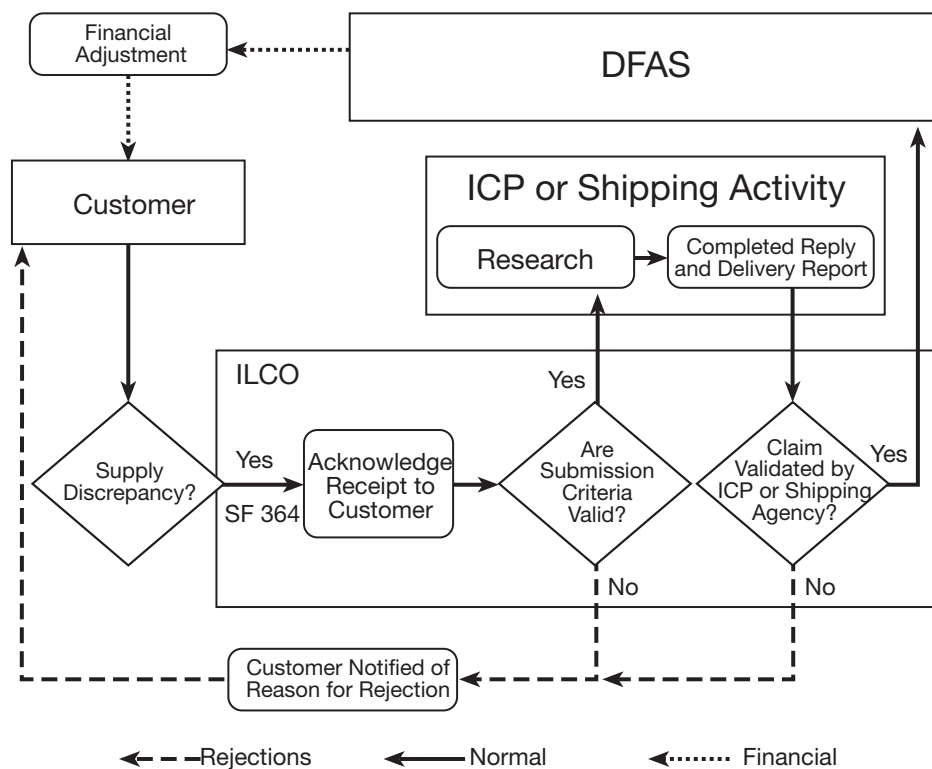 Financial
Adjustment
DFAS
Customer
ICP or Shipping Activity
Research
Completed Reply
and Delivery Report
ILCO
Yes
Supply
Discrepancy?
Yes
SF 364
Acknowledge
Receipt to
Customer
Are
Submission
Criteria
Valid?
Claim
Validated by
ICP or Shipping
Agency?
Yes
No
No
Customer Notified of
Reason for Rejection
Rejections
Normal
Financial